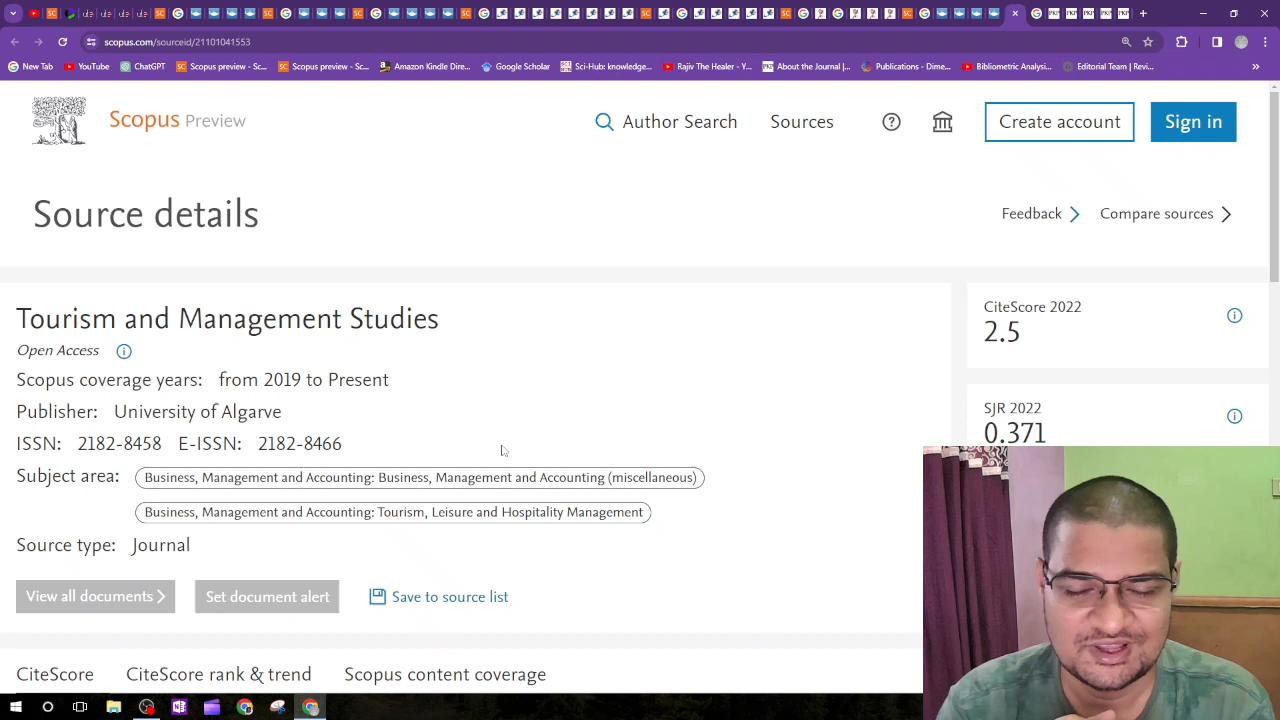 scopus.com/sourceid/21101041553
New Tab YouTube ChatGPT Scopus preview - Sc... Scopus preview - Sc... Amazon Kindle Dire... Google Scholar Sci-Hub: knowledge... Rajiv The Healer - Y... About the Journal |... Publications - Dime... Bibliometric Analysi... Editorial Team | Revi...
Scopus Preview
Author Search Sources Create account Sign in
Source details
Feedback Compare sources
Tourism and Management Studies
Open Access
Scopus coverage years: from 2019 to Present
Publisher: University of Algarve
ISSN: 2182-8458 E-ISSN: 2182-8466
Subject area: Business, Management and Accounting: Business, Management and Accounting (miscellaneous)
Business, Management and Accounting: Tourism, Leisure and Hospitality Management
Source type: Journal
View all documents Set document alert Save to source list
CiteScore CiteScore rank & trend Scopus content coverage
CiteScore 2022
2.5
SJR 2022
0.371